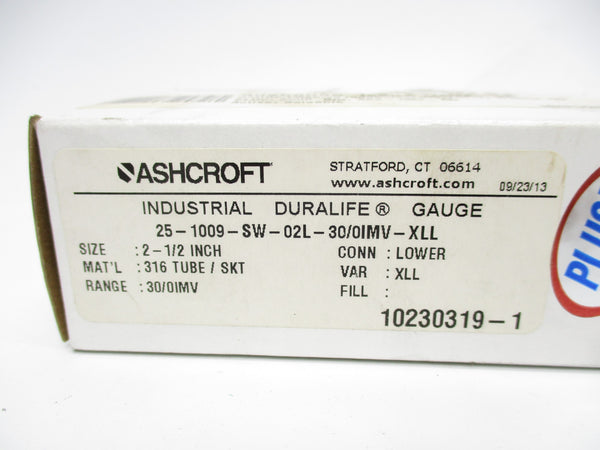 ASHCROFT
STRATFORD, CT 06614
www.ashcroft.com 09/23/13
INDUSTRIAL DURALIFE® GAUGE
25-1009-SW-02L-30/0IMV-XLL
SIZE : 2-1/2 INCH CONN : LOWER
MAT'L : 316 TUBE / SKT VAR : XLL
RANGE : 30/0IMV FILL :
10230319-1